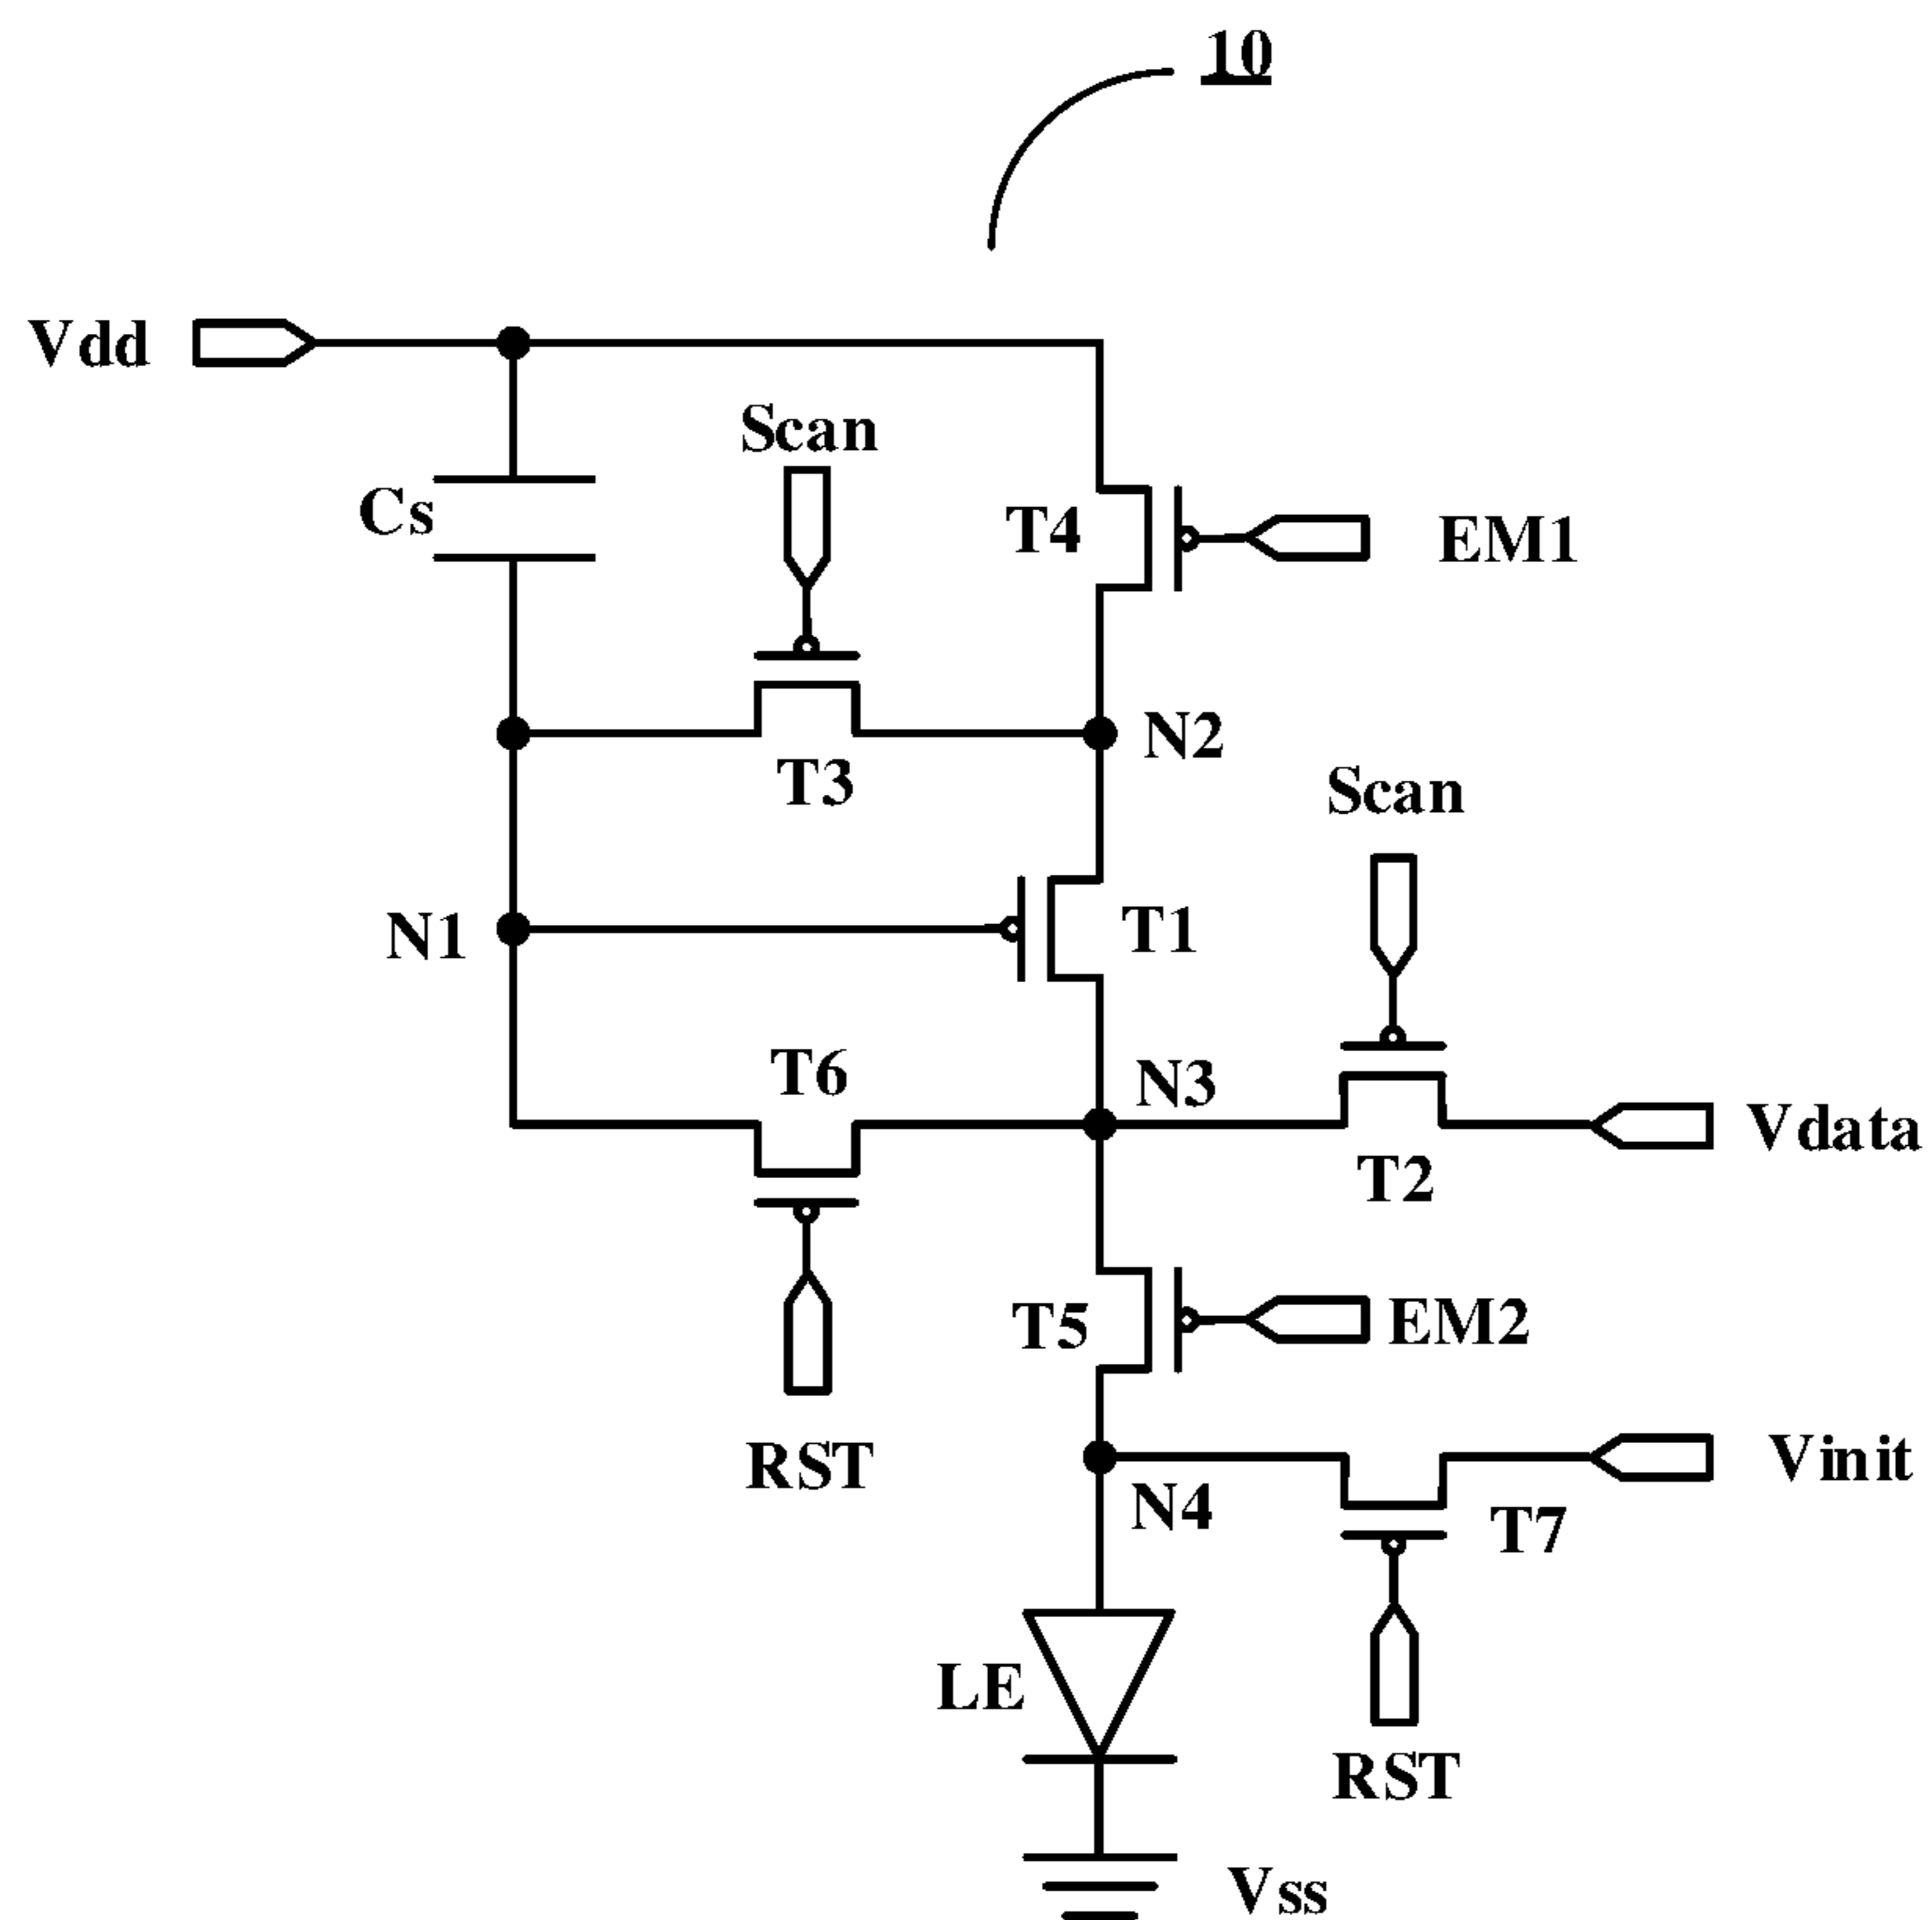 10
Vdd
Scan
Cs
T4
EM1
N2
T3
Scan
N1
T1
T6
N3
Vdata
T2
T5
EM2
RST
Vinit
N4
T7
LE
RST
Vss